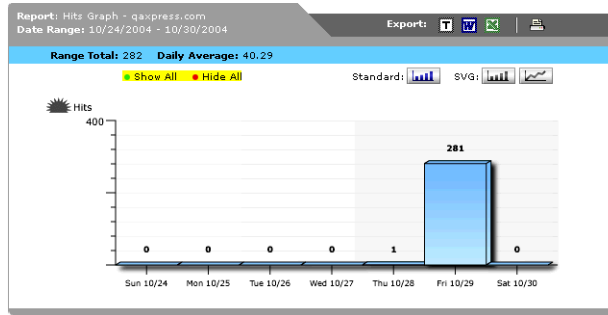 Report: Hits Graph - qaxpress.com
Date Range: 10/24/2004 - 10/30/2004
Export: T W X
Range Total: 282 Daily Average: 40.29
Show All Hide All
Standard: SVG:
Hits
400
281
0 0 0 0 1 0
Sun 10/24 Mon 10/25 Tue 10/26 Wed 10/27 Thu 10/28 Fri 10/29 Sat 10/30